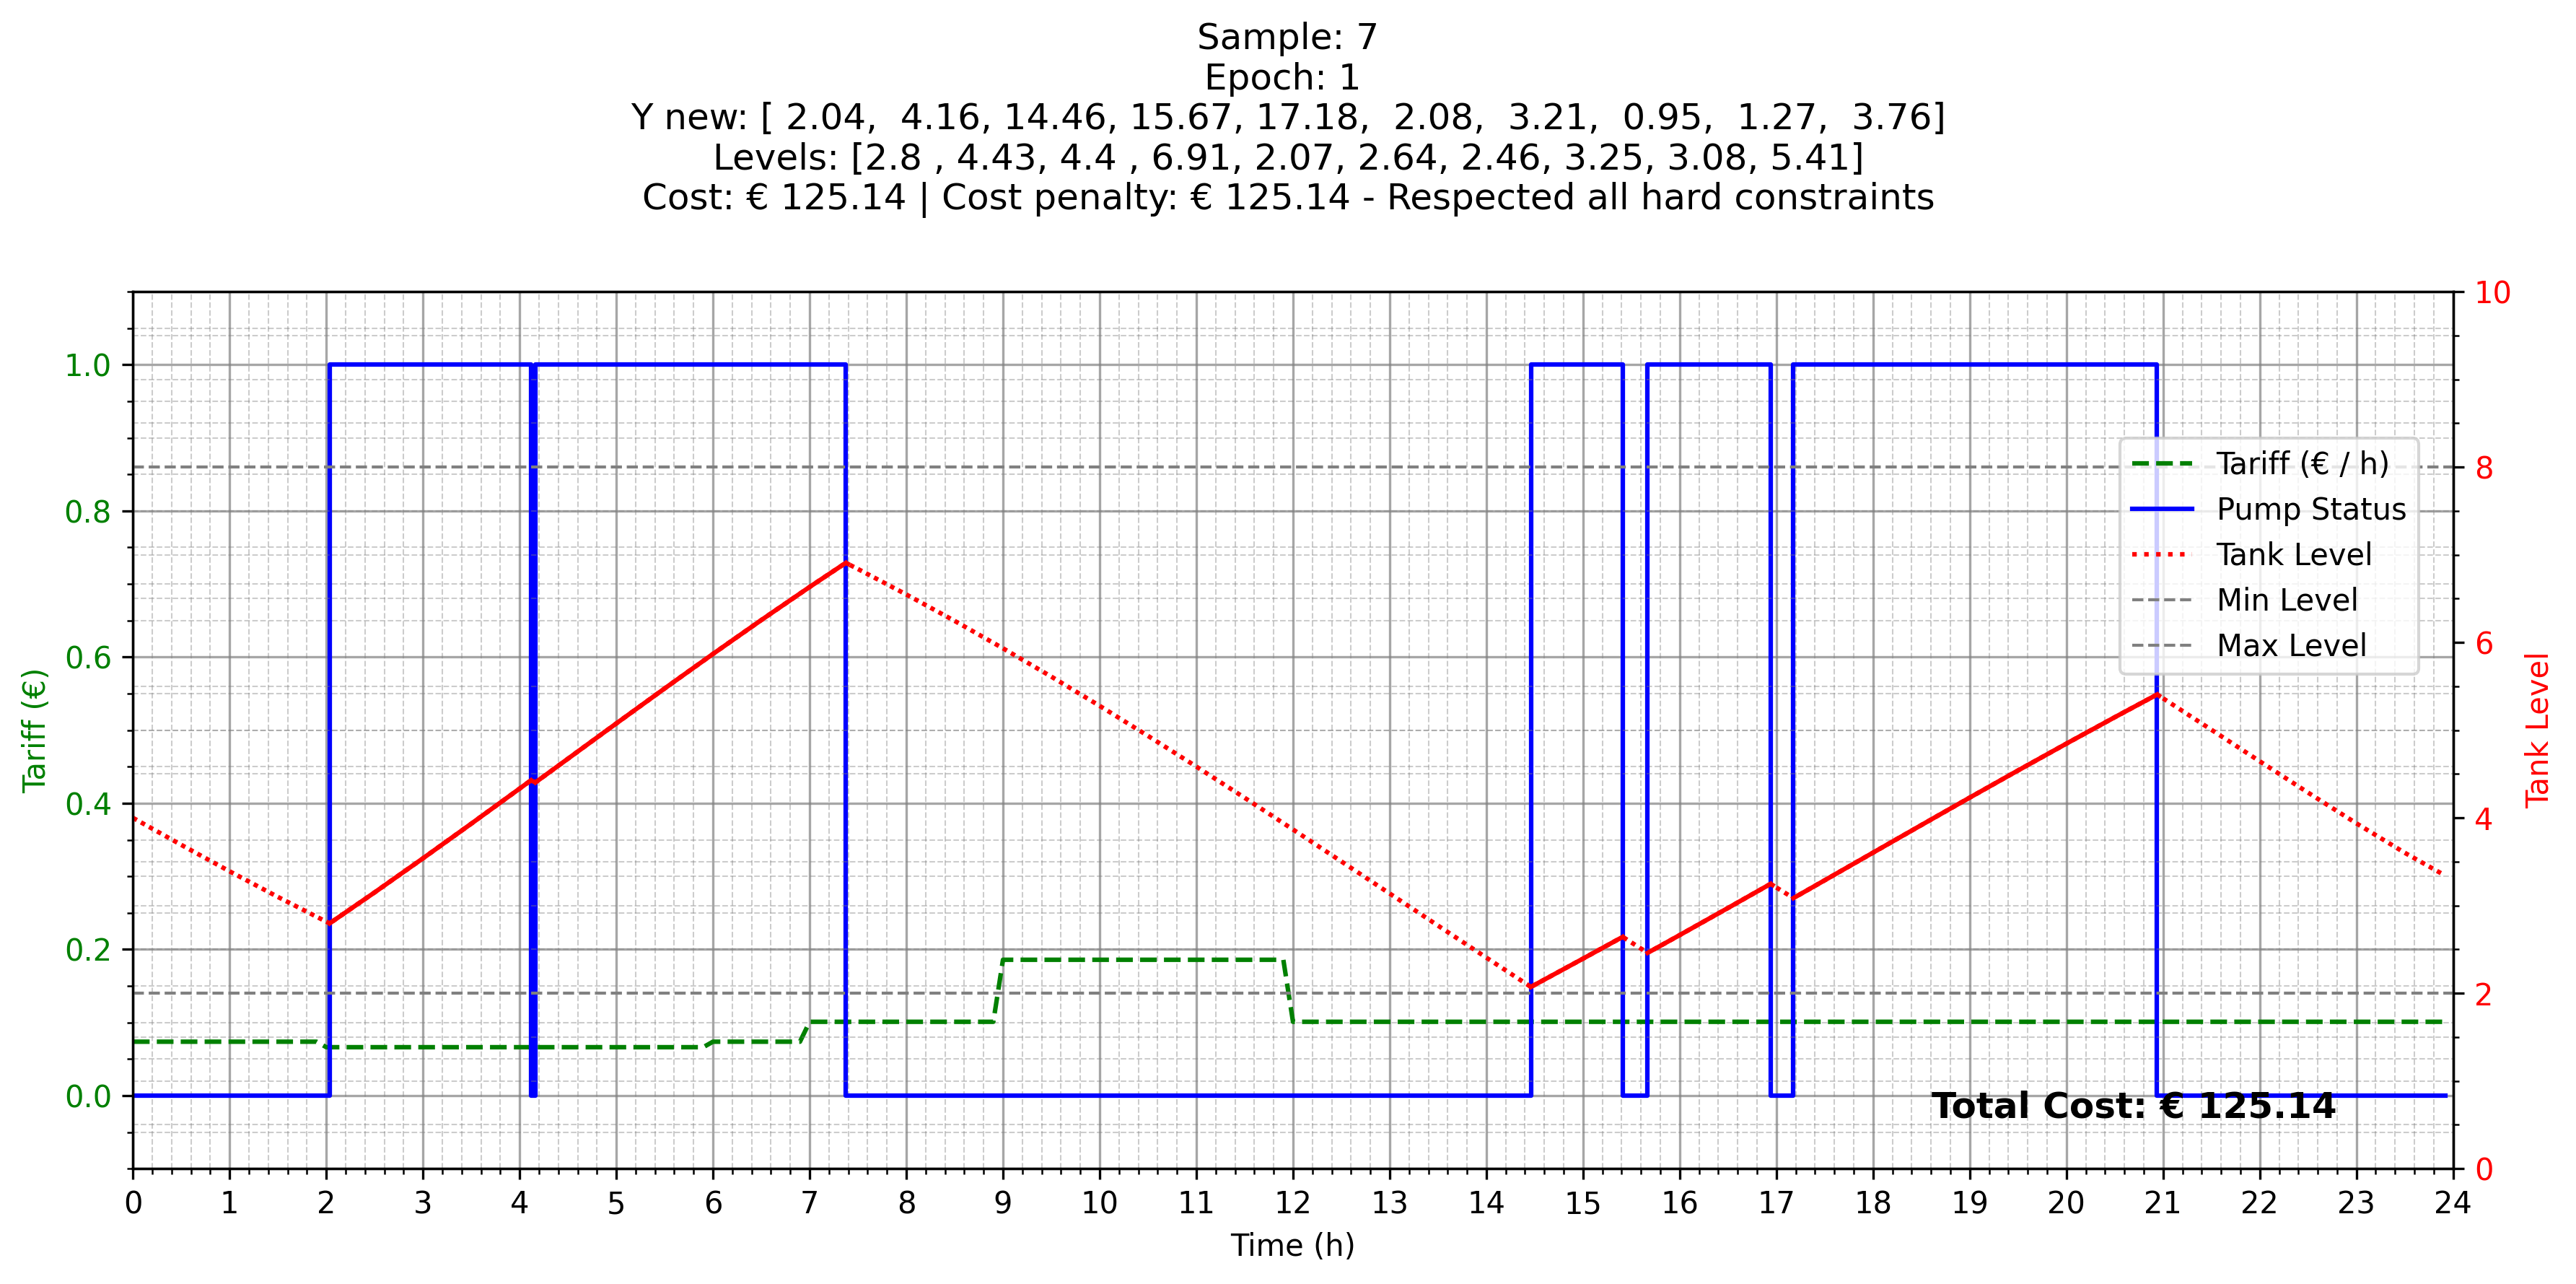 Sample: 7
Epoch: 1
Y new: [ 2.04,  4.16, 14.46, 15.67, 17.18,  2.08,  3.21,  0.95,  1.27,  3.76]
Levels: [2.8 , 4.43, 4.4 , 6.91, 2.07, 2.64, 2.46, 3.25, 3.08, 5.41]
Cost: € 125.14 | Cost penalty: € 125.14 - Respected all hard constraints
1.0
0.8
0.6
0.4
0.2
0.0
Tariff (€)
10
8
6
4
2
0
Tank Level
Tariff (€ / h)
Pump Status
Tank Level
Min Level
Max Level
Total Cost: € 125.14
0 1 2 3 4 5 6 7 8 9 10 11 12 13 14 15 16 17 18 19 20 21 22 23 24
Time (h)